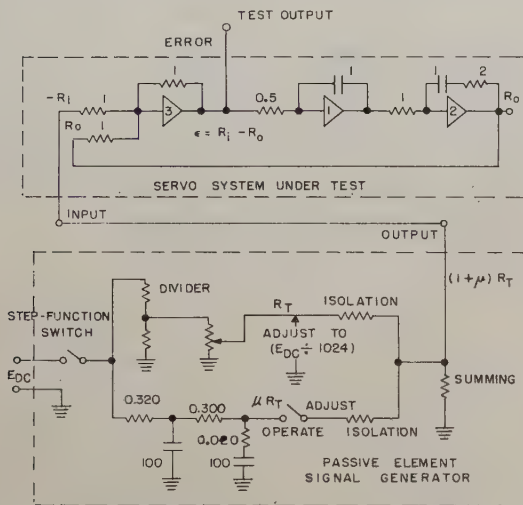 TEST OUTPUT
ERROR
1
1
1
2
-Ri
1
0.5
1
Ro
3
1
2
Ro
1
ϵ = Ri - Ro
SERVO SYSTEM UNDER TEST
INPUT
OUTPUT
(1 + μ) RT
DIVIDER
STEP-FUNCTION
SWITCH
RT
ISOLATION
ADJUST TO
(EDC ÷ 1024)
EDC
SUMMING
0.320
0.300
μ RT
ADJUST
OPERATE
ISOLATION
100
100
PASSIVE ELEMENT
SIGNAL GENERATOR